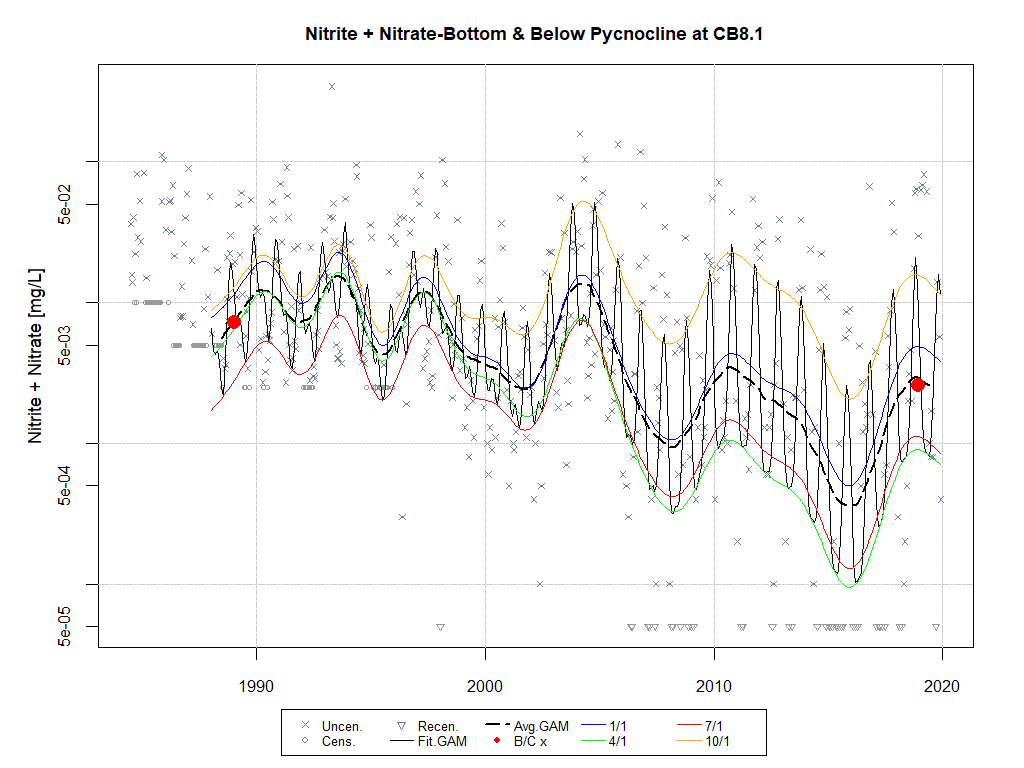 Nitrite + Nitrate-Bottom & Below Pycnocline at CB8.1
Nitrite + Nitrate [mg/L]
5e-02
5e-03
5e-04
5e-05
1990 2000 2010 2020
Uncen. Recen. Avg.GAM 1/1 7/1
Cens. Fit.GAM B/C x 4/1 10/1